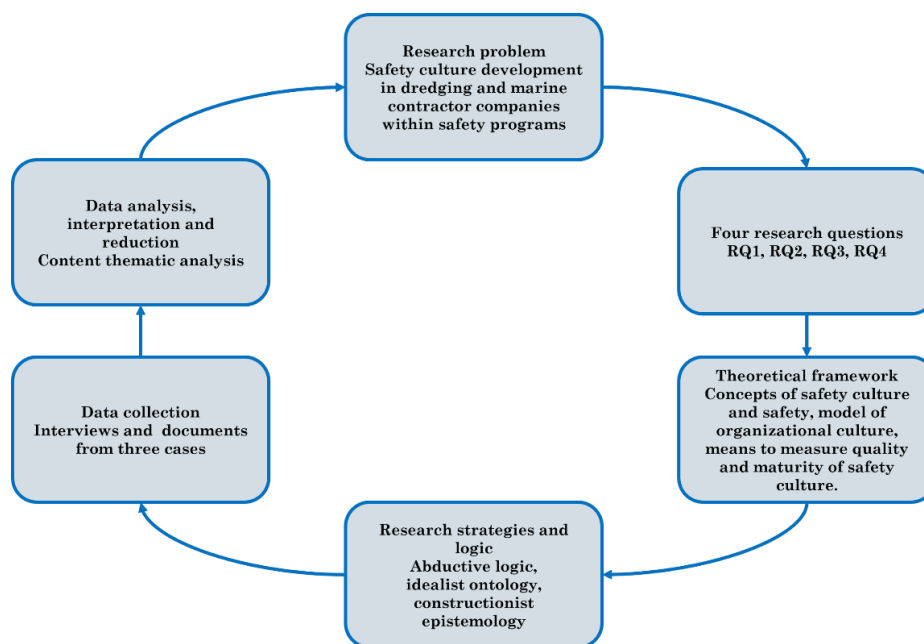 Research problem
Safety culture development
in dredging and marine
contractor companies
within safety programs
Four research questions
RQ1, RQ2, RQ3, RQ4
Theoretical framework
Concepts of safety culture
and safety, model of
organizational culture,
means to measure quality
and maturity of safety
culture.
Research strategies and
logic
Abductive logic,
idealist ontology,
constructionist
epistemology
Data collection
Interviews and documents
from three cases
Data analysis,
interpretation and
reduction
Content thematic analysis